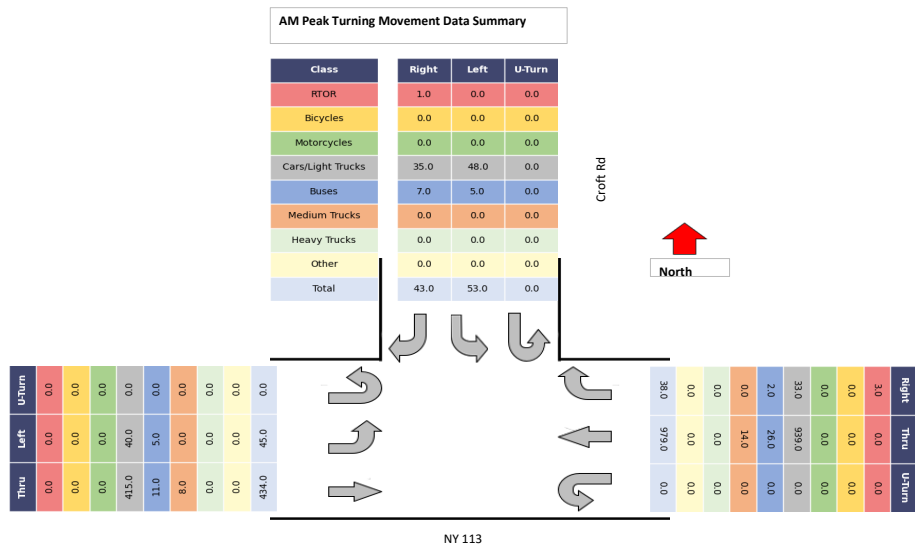 AM Peak Turning Movement Data Summary
Class Right Left U-Turn
RTOR 1.0 0.0 0.0
Bicycles 0.0 0.0 0.0
Motorcycles 0.0 0.0 0.0
Cars/Light Trucks 35.0 48.0 0.0
Buses 7.0 5.0 0.0
Medium Trucks 0.0 0.0 0.0
Heavy Trucks 0.0 0.0 0.0
Other 0.0 0.0 0.0
Total 43.0 53.0 0.0
Croft Rd
North
U-Turn 0.0 0.0 0.0 0.0 0.0 0.0 0.0 0.0 0.0
Left 0.0 0.0 0.0 40.0 5.0 0.0 0.0 0.0 45.0
Thru 0.0 0.0 0.0 415.0 11.0 8.0 0.0 0.0 434.0
Right 3.0 0.0 0.0 33.0 2.0 0.0 0.0 0.0 38.0
Thru 0.0 0.0 0.0 939.0 26.0 14.0 0.0 0.0 979.0
U-Turn 0.0 0.0 0.0 0.0 0.0 0.0 0.0 0.0 0.0
NY 113